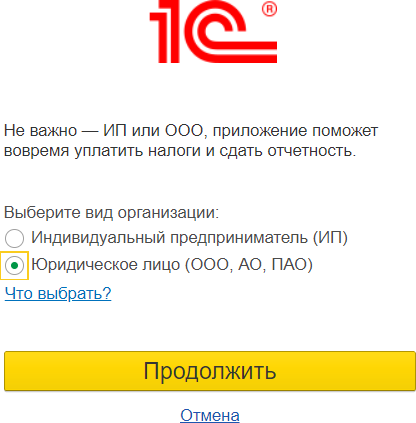 1С®
Не важно — ИП или ООО, приложение поможет
вовремя уплатить налоги и сдать отчетность.
Выберите вид организации:
Индивидуальный предприниматель (ИП)
Юридическое лицо (ООО, АО, ПАО)
Что выбрать?
Продолжить
Отмена